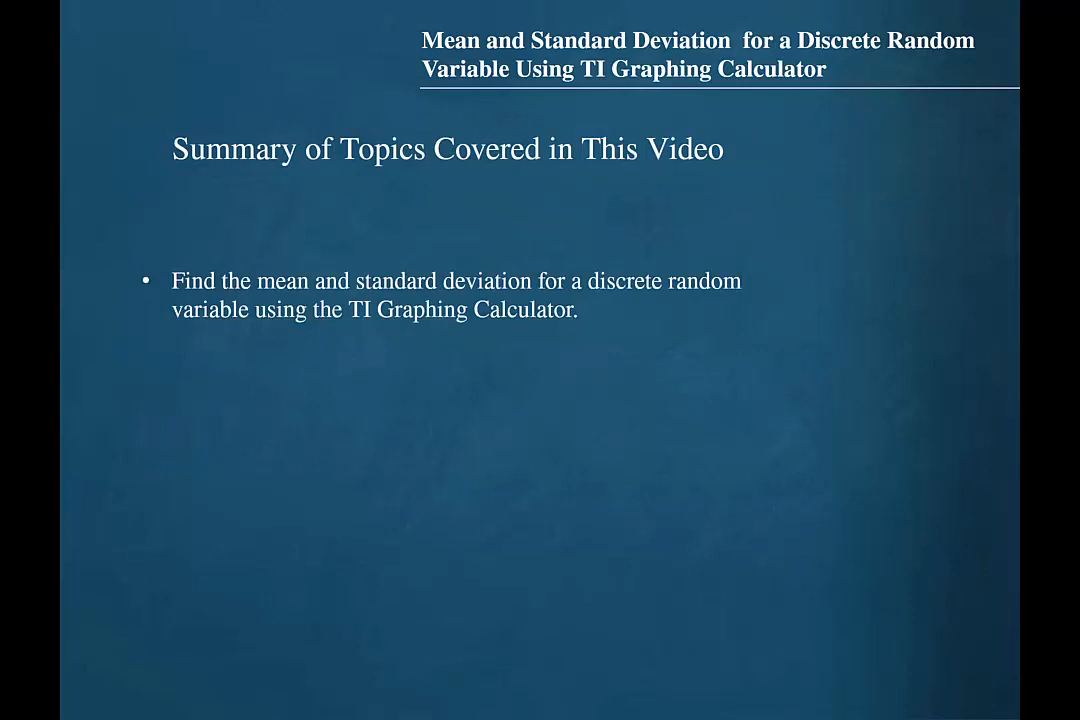 Mean and Standard Deviation for a Discrete Random
Variable Using TI Graphing Calculator
Summary of Topics Covered in This Video
• Find the mean and standard deviation for a discrete random
variable using the TI Graphing Calculator.